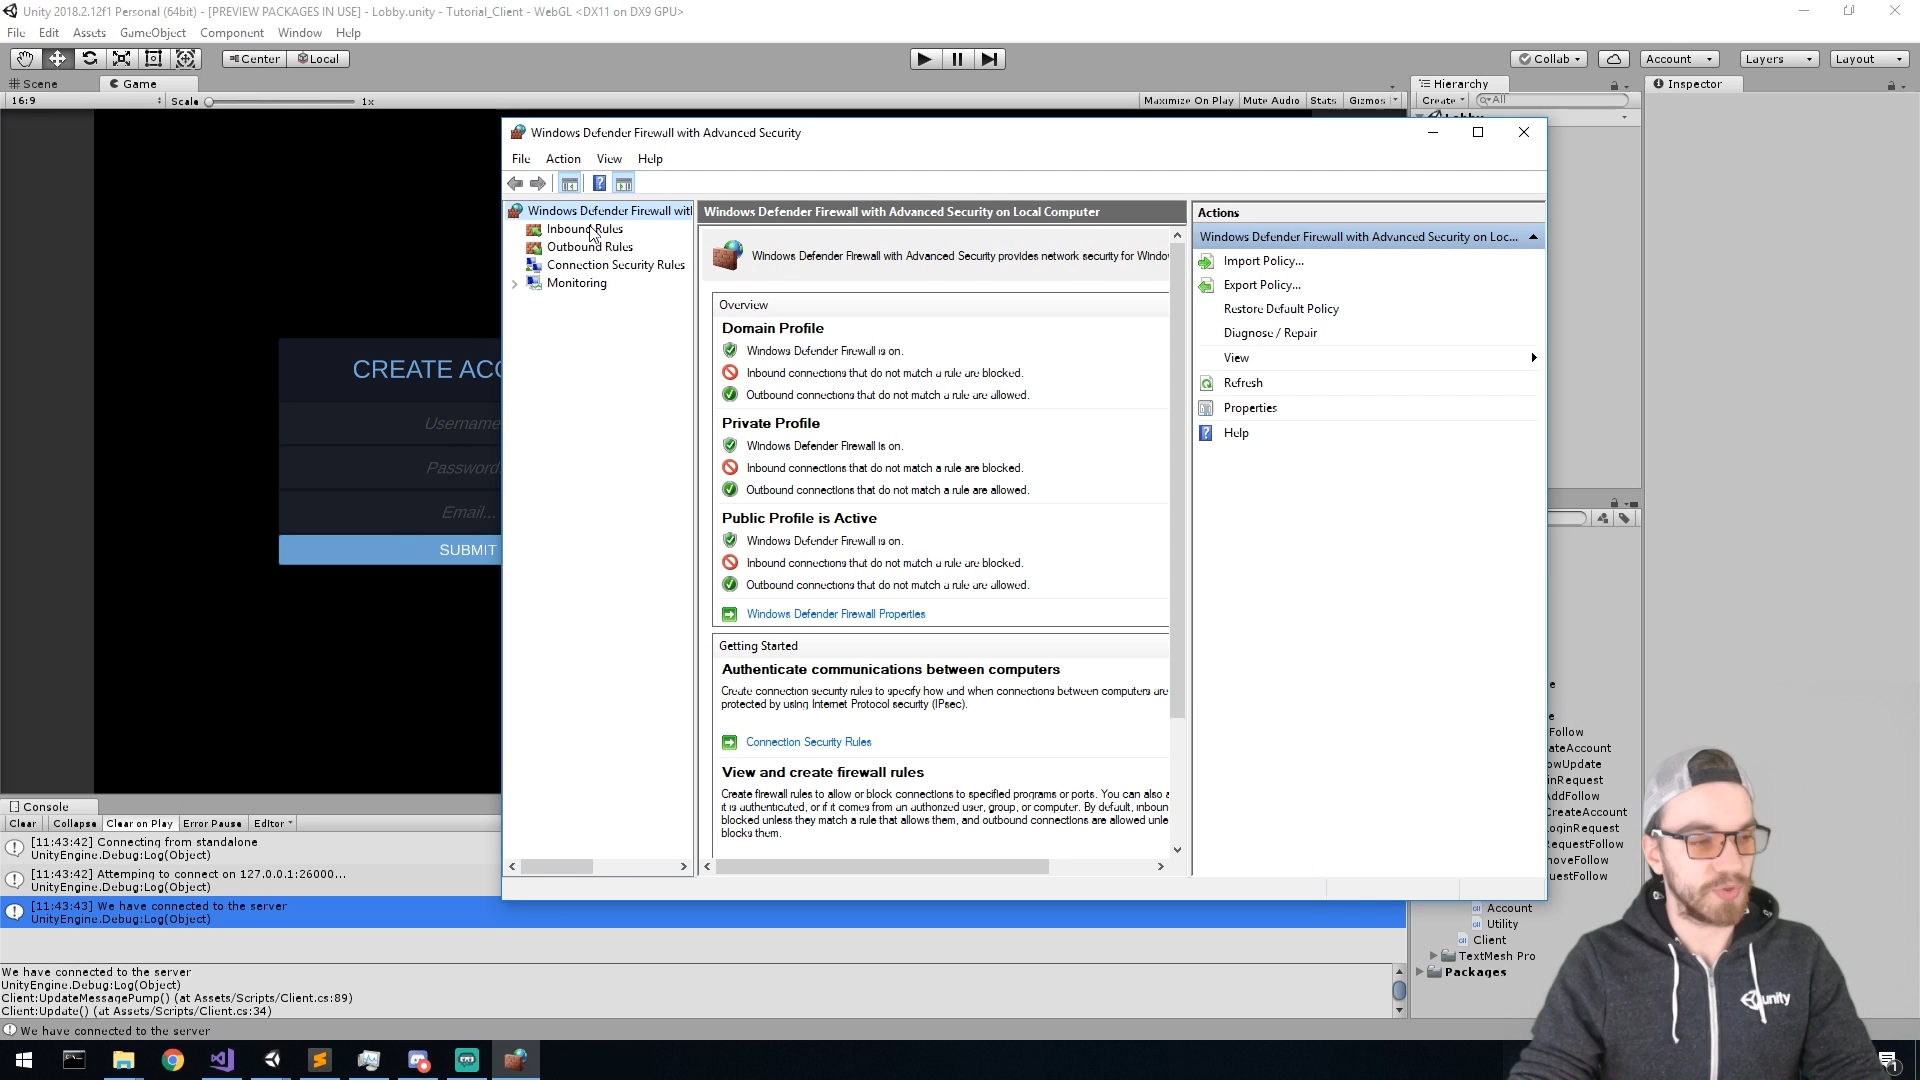 Unity 2018.2.12f1 Personal (64bit) - [PREVIEW PACKAGES IN USE] - Lobby.unity - Tutorial_Client - WebGL <DX11 on DX9 GPU>
File Edit Assets GameObject Component Window Help
Center Local
Collab Account Layers Layout
Scene Game
Hierarchy Inspector
16:9 Scale 1x
Maximize On Play Mute Audio Stats Gizmos
Create All
CREATE ACC
Username
Password
Email...
SUBMIT
Windows Defender Firewall with Advanced Security
File Action View Help
Windows Defender Firewall with
Inbound Rules
Outbound Rules
Connection Security Rules
Monitoring
Windows Defender Firewall with Advanced Security on Local Computer
Windows Defender Firewall with Advanced Security provides network security for Windo
Overview
Domain Profile
Windows Defender Firewall is on.
Inbound connections that do not match a rule are blocked.
Outbound connections that do not match a rule are allowed.
Private Profile
Windows Defender Firewall is on.
Inbound connections that do not match a rule are blocked.
Outbound connections that do not match a rule are allowed.
Public Profile is Active
Windows Defender Firewall is on.
Inbound connections that do not match a rule are blocked.
Outbound connections that do not match a rule are allowed.
Windows Defender Firewall Properties
Getting Started
Authenticate communications between computers
Create connection security rules to specify how and when connections between computers are
protected by using Internet Protocol security (IPsec).
Connection Security Rules
View and create firewall rules
Create firewall rules to allow or block connections to specified programs or ports. You can also a
it is authenticated, or if it comes from an authorized user, group, or computer. By default, inboun
blocked unless they match a rule that allows them, and outbound connections are allowed unle
blocks them.
Actions
Windows Defender Firewall with Advanced Security on Loc...
Import Policy...
Export Policy...
Restore Default Policy
Diagnose / Repair
View
Refresh
Properties
Help
Follow
ateAccount
owUpdate
inRequest
AddFollow
CreateAccount
LoginRequest
RequestFollow
moveFollow
uestFollow
Account
Utility
Client
TextMesh Pro
Packages
Console
Clear Collapse Clear on Play Error Pause Editor
[11:43:42] Connecting from standalone
UnityEngine.Debug:Log(Object)
[11:43:42] Attemping to connect on 127.0.0.1:26000...
UnityEngine.Debug:Log(Object)
[11:43:43] We have connected to the server
UnityEngine.Debug:Log(Object)
We have connected to the server
UnityEngine.Debug:Log(Object)
Client:UpdateMessagePump() (at Assets/Scripts/Client.cs:89)
Client:Update() (at Assets/Scripts/Client.cs:34)
We have connected to the server
unity
1